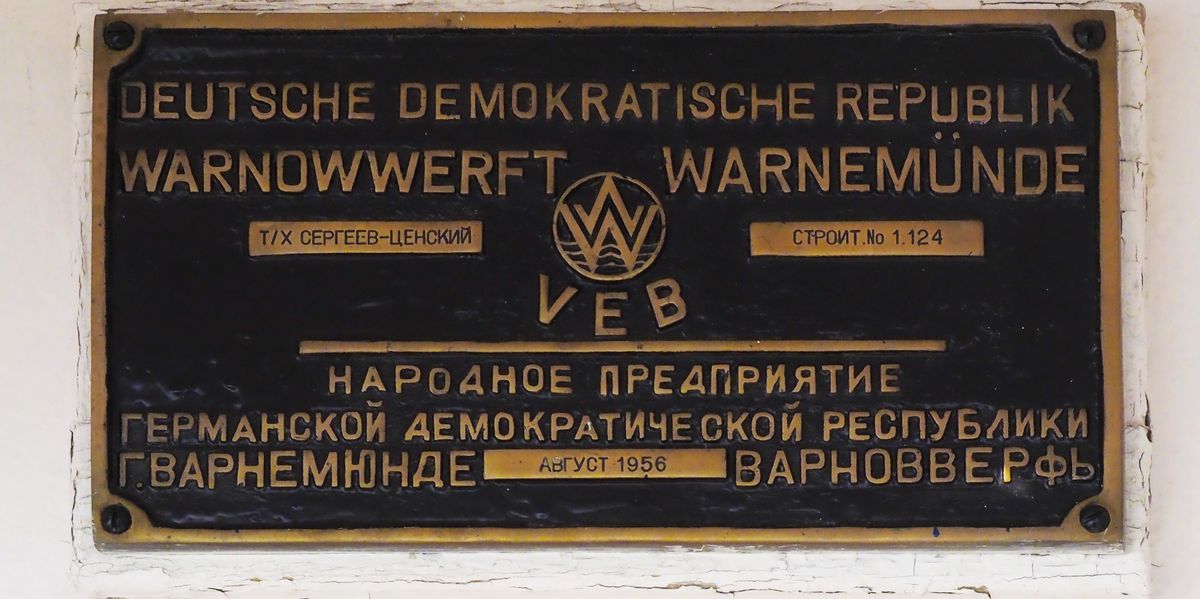 DEUTSCHE DEMOKRATISCHE REPUBLIK
WARNOWWERFT WARNEMÜNDE
Т/Х СЕРГЕЕВ-ЦЕНСКИЙ
W
СТРОИТ.№ 1.124
VEB
НАРОДНОЕ ПРЕДПРИЯТИЕ
ГЕРМАНСКОЙ ДЕМОКРАТИЧЕСКОЙ РЕСПУБЛИКИ
Г.ВАРНЕМЮНДЕ АВГУСТ 1956 ВАРНОВВЕРФЬ